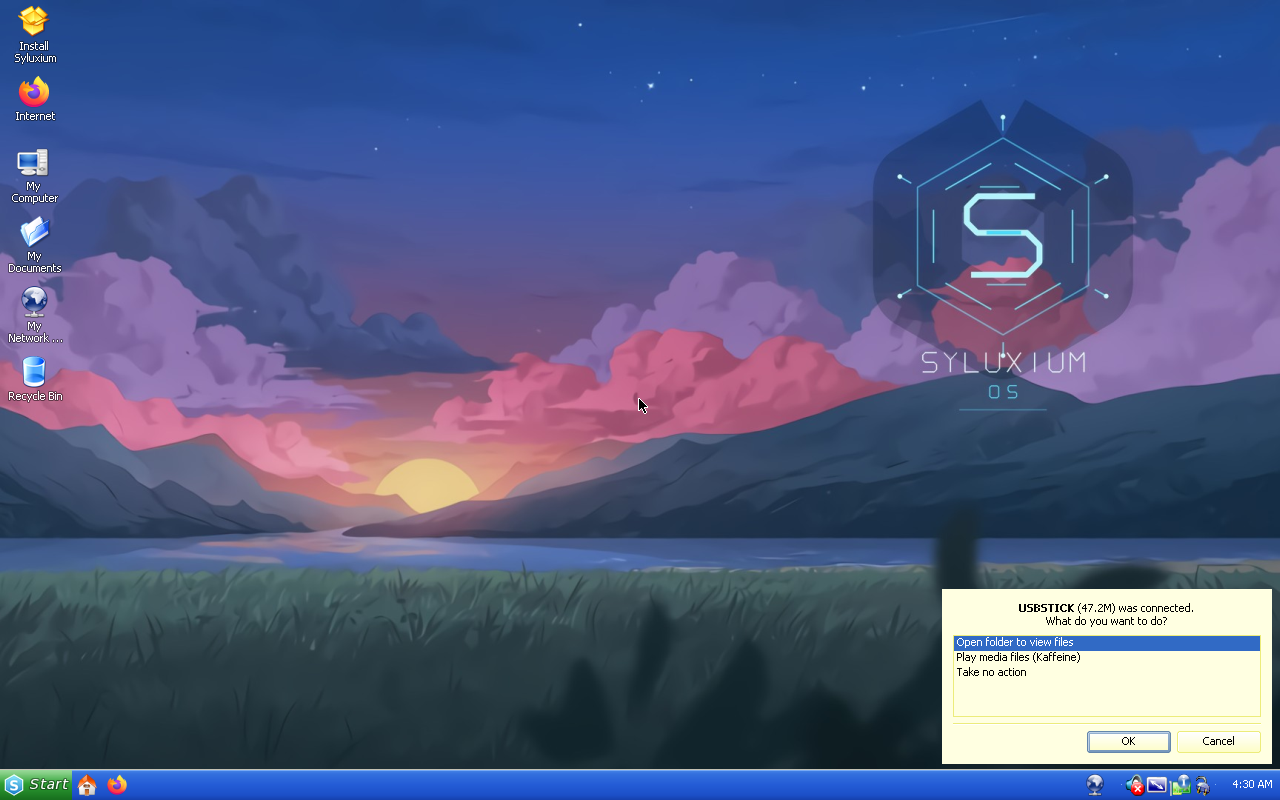 Install
Syluxium
Internet
My
Computer
My
Documents
My
Network ...
Recycle Bin
S
SYLUXIUM
OS
USBSTICK (47.2M) was connected.
What do you want to do?
Open folder to view files
Play media files (Kaffeine)
Take no action
OK
Cancel
S
Start
4:30 AM